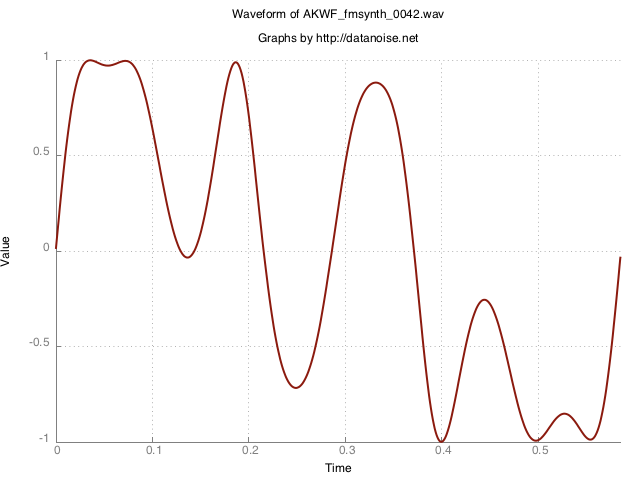 Waveform of AKWF_fmsynth_0042.wav
Graphs by http://datanoise.net
1
0.5
0
-0.5
-1
Value
0 0.1 0.2 0.3 0.4 0.5
Time